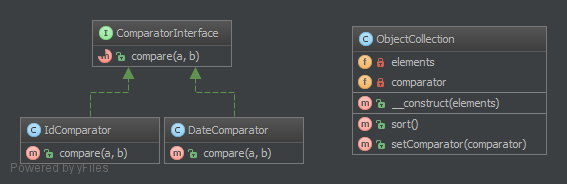 I ComparatorInterface
m compare(a, b)
C IdComparator
m compare(a, b)
C DateComparator
m compare(a, b)
C ObjectCollection
f elements
f comparator
m __construct(elements)
m sort()
m setComparator(comparator)
Powered by yFiles